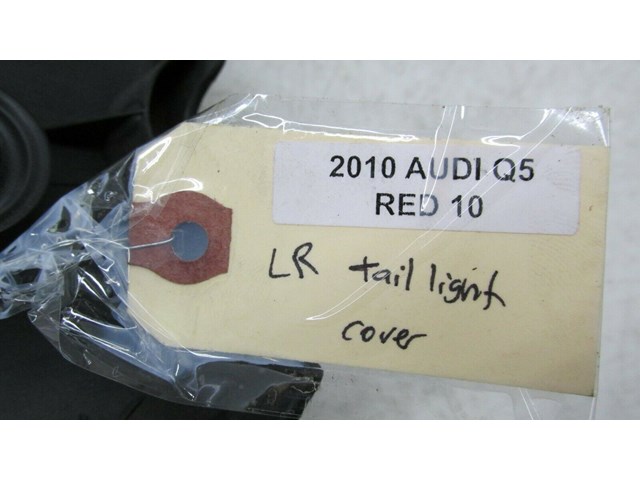 2010 AUDI Q5
RED 10
LR tail light
cover